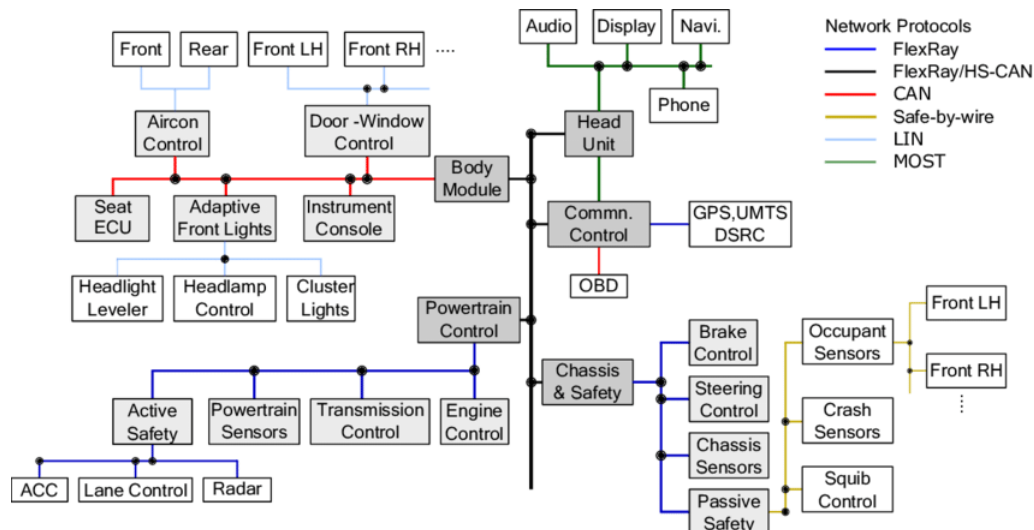 Audio
Display
Navi.
Network Protocols
Front
Rear
Front LH
Front RH
....
FlexRay
FlexRay/HS-CAN
CAN
Phone
Safe-by-wire
Aircon
Control
Door -Window
Control
Head
Unit
LIN
MOST
Body
Module
Seat
ECU
Adaptive
Front Lights
Instrument
Console
Commn.
Control
GPS,UMTS
DSRC
Headlight
Leveler
Headlamp
Control
Cluster
Lights
OBD
Powertrain
Control
Front LH
Brake
Control
Occupant
Sensors
Chassis
& Safety
Front RH
....
Steering
Control
Active
Safety
Powertrain
Sensors
Transmission
Control
Engine
Control
Crash
Sensors
Chassis
Sensors
ACC
Lane Control
Radar
Passive
Safety
Squib
Control